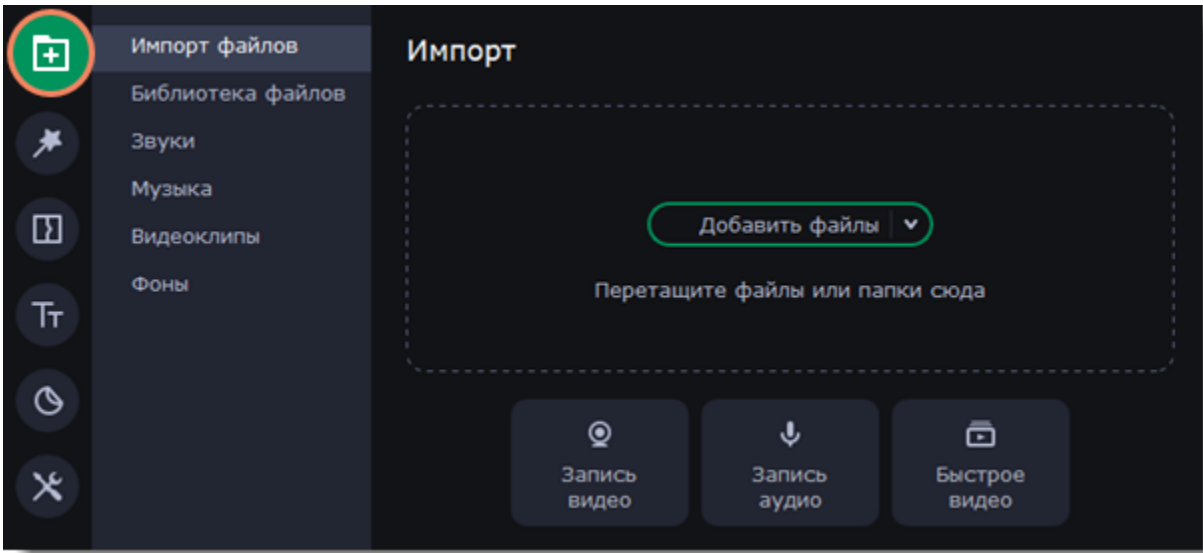 Импорт файлов
Библиотека файлов
Звуки
Музыка
Видеоклипы
Фоны
Импорт
Добавить файлы
Перетащите файлы или папки сюда
Запись
видео
Запись
аудио
Быстрое
видео
Тт